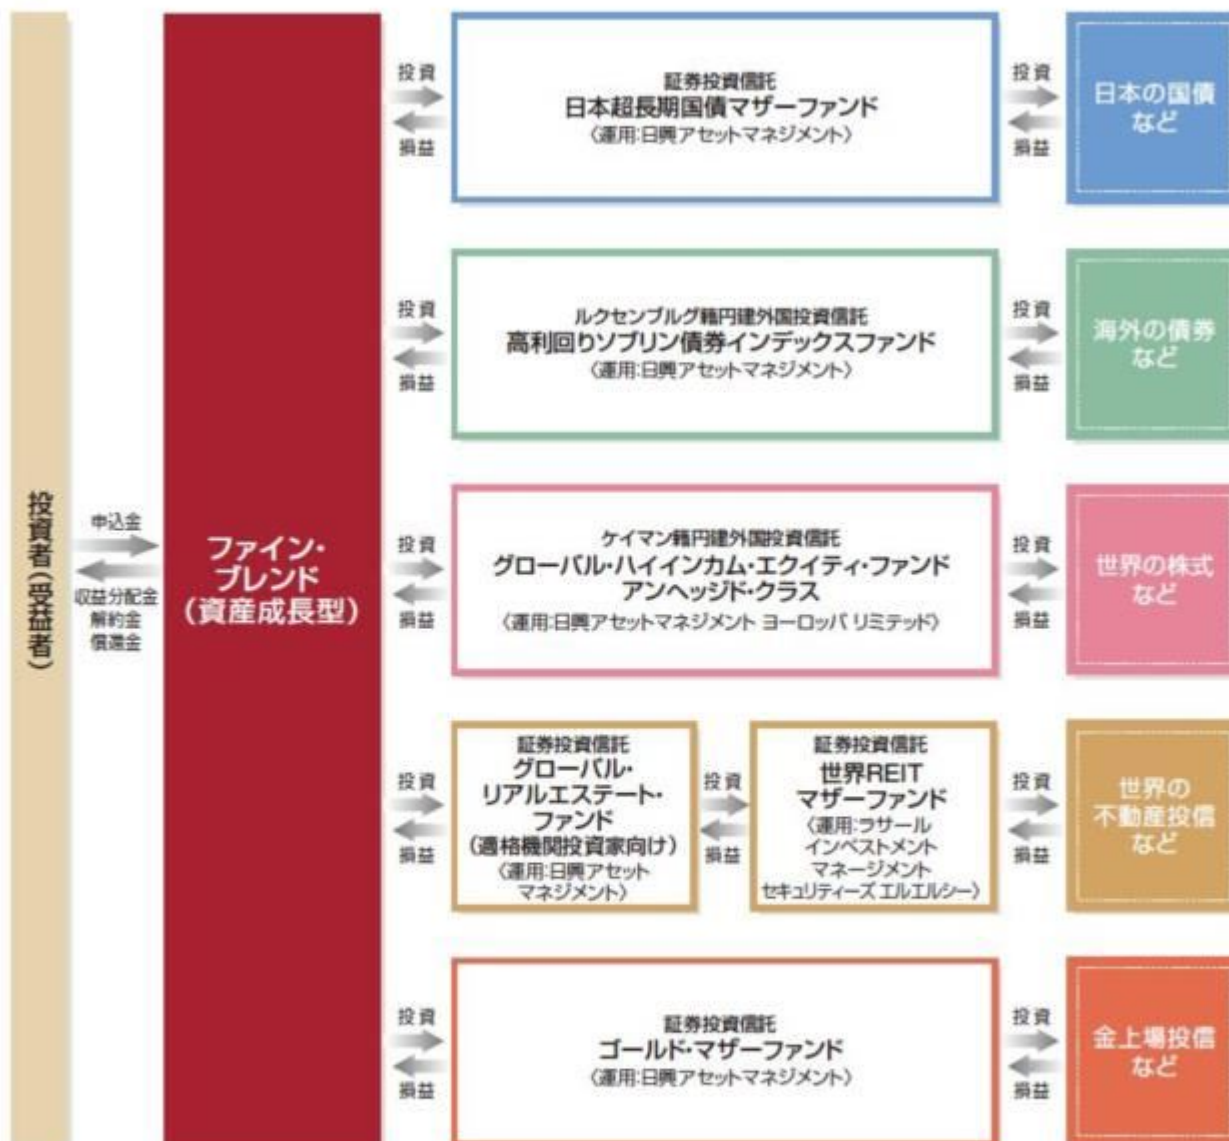 投資者（受益者）
申込金
収益分配金
解約金
償還金
ファイン・
ブレンド
（資産成長型）
投資
損益
証券投資信託
日本超長期国債マザーファンド
〈運用:日興アセットマネジメント〉
投資
損益
日本の国債
など
投資
損益
ルクセンブルグ籍円建外国投資信託
高利回りソブリン債券インデックスファンド
〈運用:日興アセットマネジメント〉
投資
損益
海外の債券
など
投資
損益
ケイマン籍円建外国投資信託
グローバル・ハイインカム・エクイティ・ファンド
アンヘッジド・クラス
〈運用:日興アセットマネジメント ヨーロッパ リミテッド〉
投資
損益
世界の株式
など
投資
損益
証券投資信託
グローバル・
リアルエステート・
ファンド
（適格機関投資家向け）
〈運用:日興アセット
マネジメント〉
投資
損益
証券投資信託
世界REIT
マザーファンド
〈運用:ラサール
インベストメント
マネージメント
セキュリティーズ エルエルシー〉
投資
損益
世界の
不動産投信
など
投資
損益
証券投資信託
ゴールド・マザーファンド
〈運用:日興アセットマネジメント〉
投資
損益
金上場投信
など